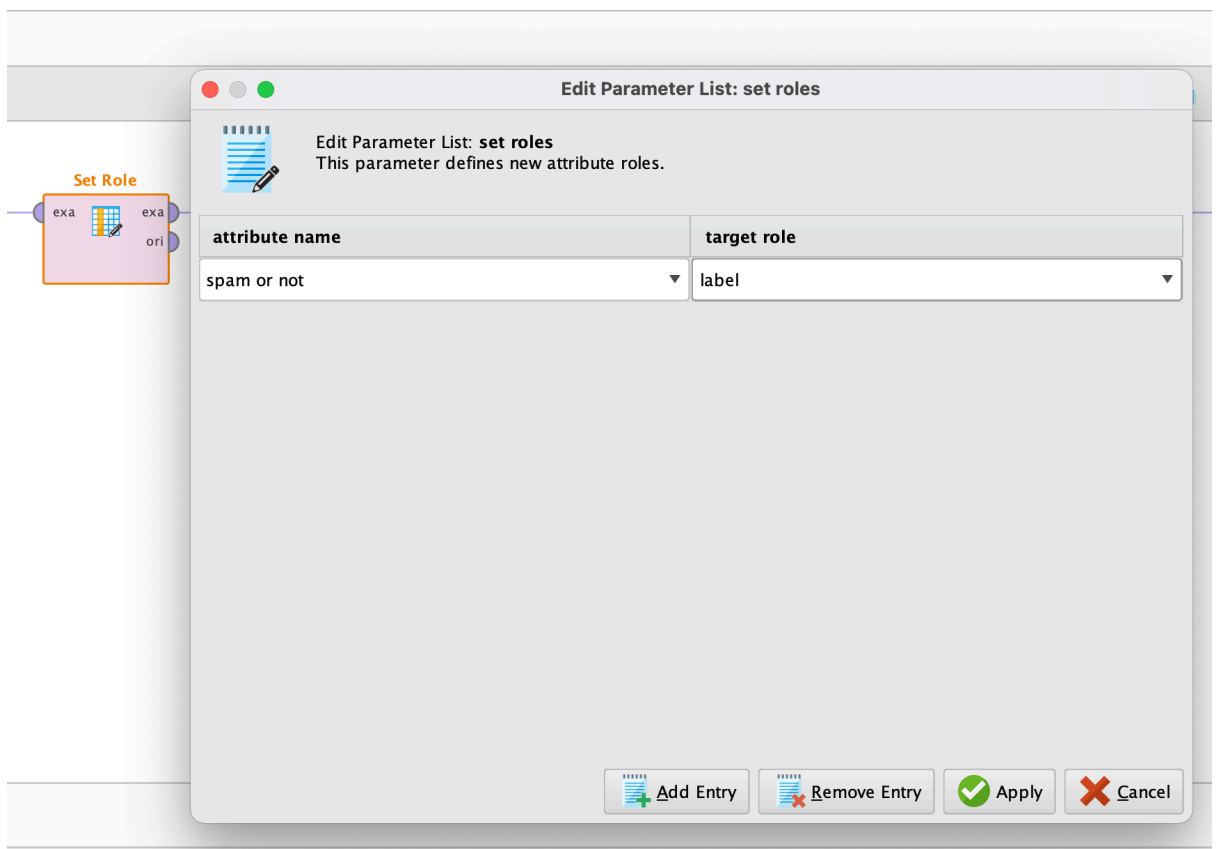 Edit Parameter List: set roles
Edit Parameter List: set roles
This parameter defines new attribute roles.
Set Role
exa exa
ori
attribute name target role
spam or not label
Add Entry Remove Entry Apply Cancel